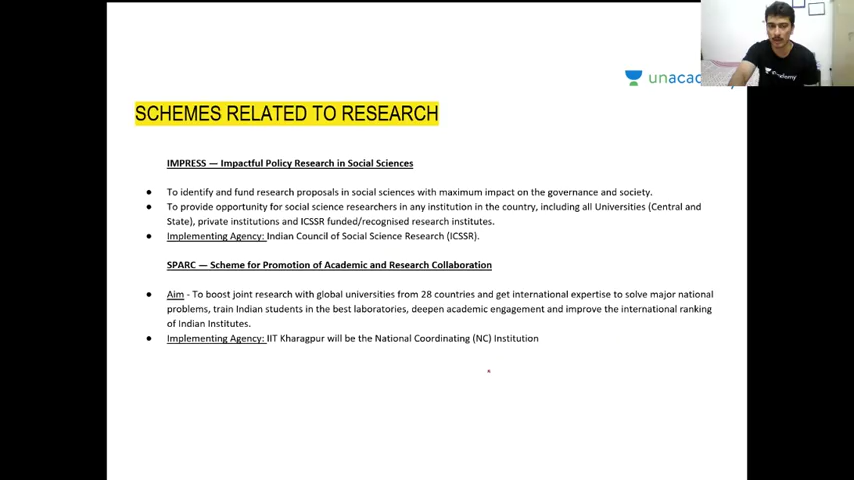 unacademy
SCHEMES RELATED TO RESEARCH
IMPRESS — Impactful Policy Research in Social Sciences
● To identify and fund research proposals in social sciences with maximum impact on the governance and society.
● To provide opportunity for social science researchers in any institution in the country, including all Universities (Central and
State), private institutions and ICSSR funded/recognised research institutes.
● Implementing Agency: Indian Council of Social Science Research (ICSSR}.
SPARC — Scheme for Promotion of Academic and Research Collaboration
● Aim - To boost joint research with global universities from 28 countries and get international expertise to solve major national
problems, train Indian students in the best laboratories, deepen academic engagement and improve the international ranking
of Indian Institutes.
● Implementing Agency: IIT Kharagpur will be the National Coordinating (NC) Institution